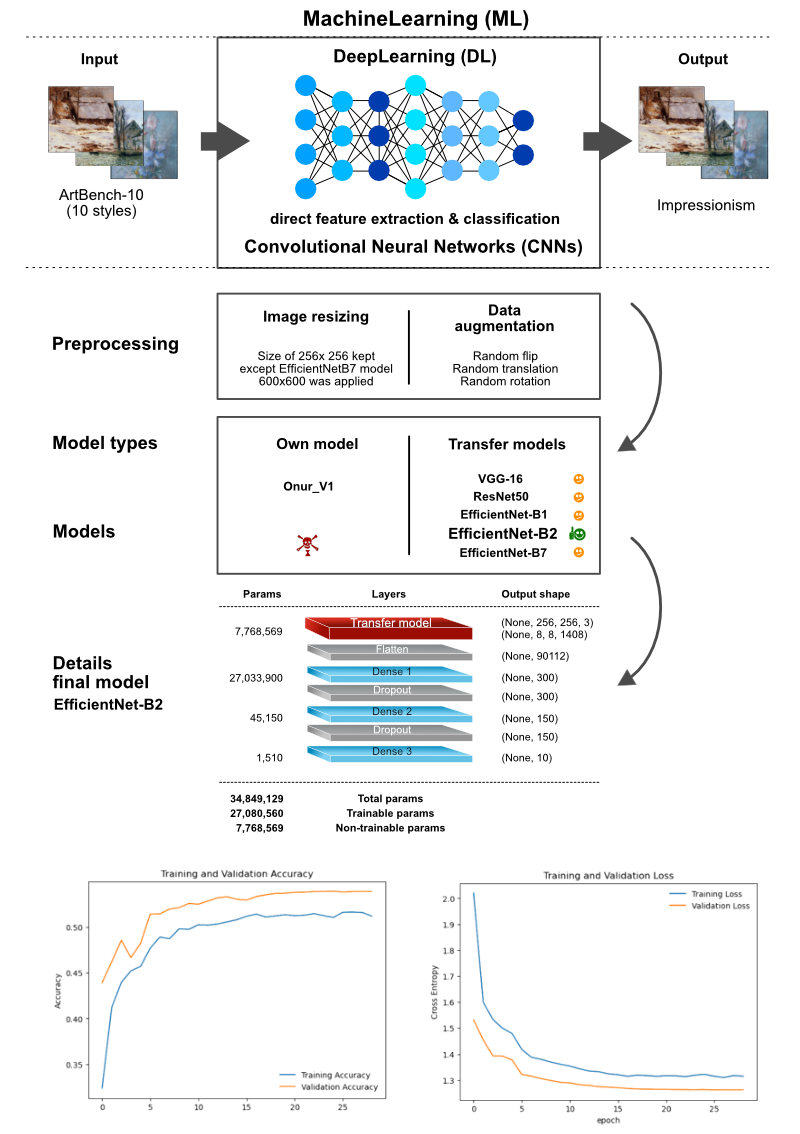 MachineLearning (ML)
Input
DeepLearning (DL)
Output
ArtBench-10
(10 styles)
Impressionism
direct feature extraction & classification
Convolutional Neural Networks (CNNs)
Preprocessing
Image resizing
Size of 256x 256 kept
except EfficientNetB7 model
600x600 was applied
Data
augmentation
Random flip
Random translation
Random rotation
Model types
Own model
Transfer models
Models
Onur_V1
VGG-16
ResNet50
EfficientNet-B1
EfficientNet-B2
EfficientNet-B7
Params Layers Output shape
Details
final model
EfficientNet-B2
7,768,569 Transfer model (None, 256, 256, 3)
(None, 8, 8, 1408)
Flatten (None, 90112)
27,033,900 Dense 1 (None, 300)
Dropout (None, 300)
45,150 Dense 2 (None, 150)
Dropout (None, 150)
1,510 Dense 3 (None, 10)
34,849,129 Total params
27,080,560 Trainable params
7,768,569 Non-trainable params
Training and Validation Accuracy
Accuracy
0.50
0.45
0.40
0.35
0 5 10 15 20 25
Training Accuracy
Validation Accuracy
Training and Validation Loss
Cross Entropy
2.0
1.9
1.8
1.7
1.6
1.5
1.4
1.3
0 5 10 15 20 25
epoch
Training Loss
Validation Loss